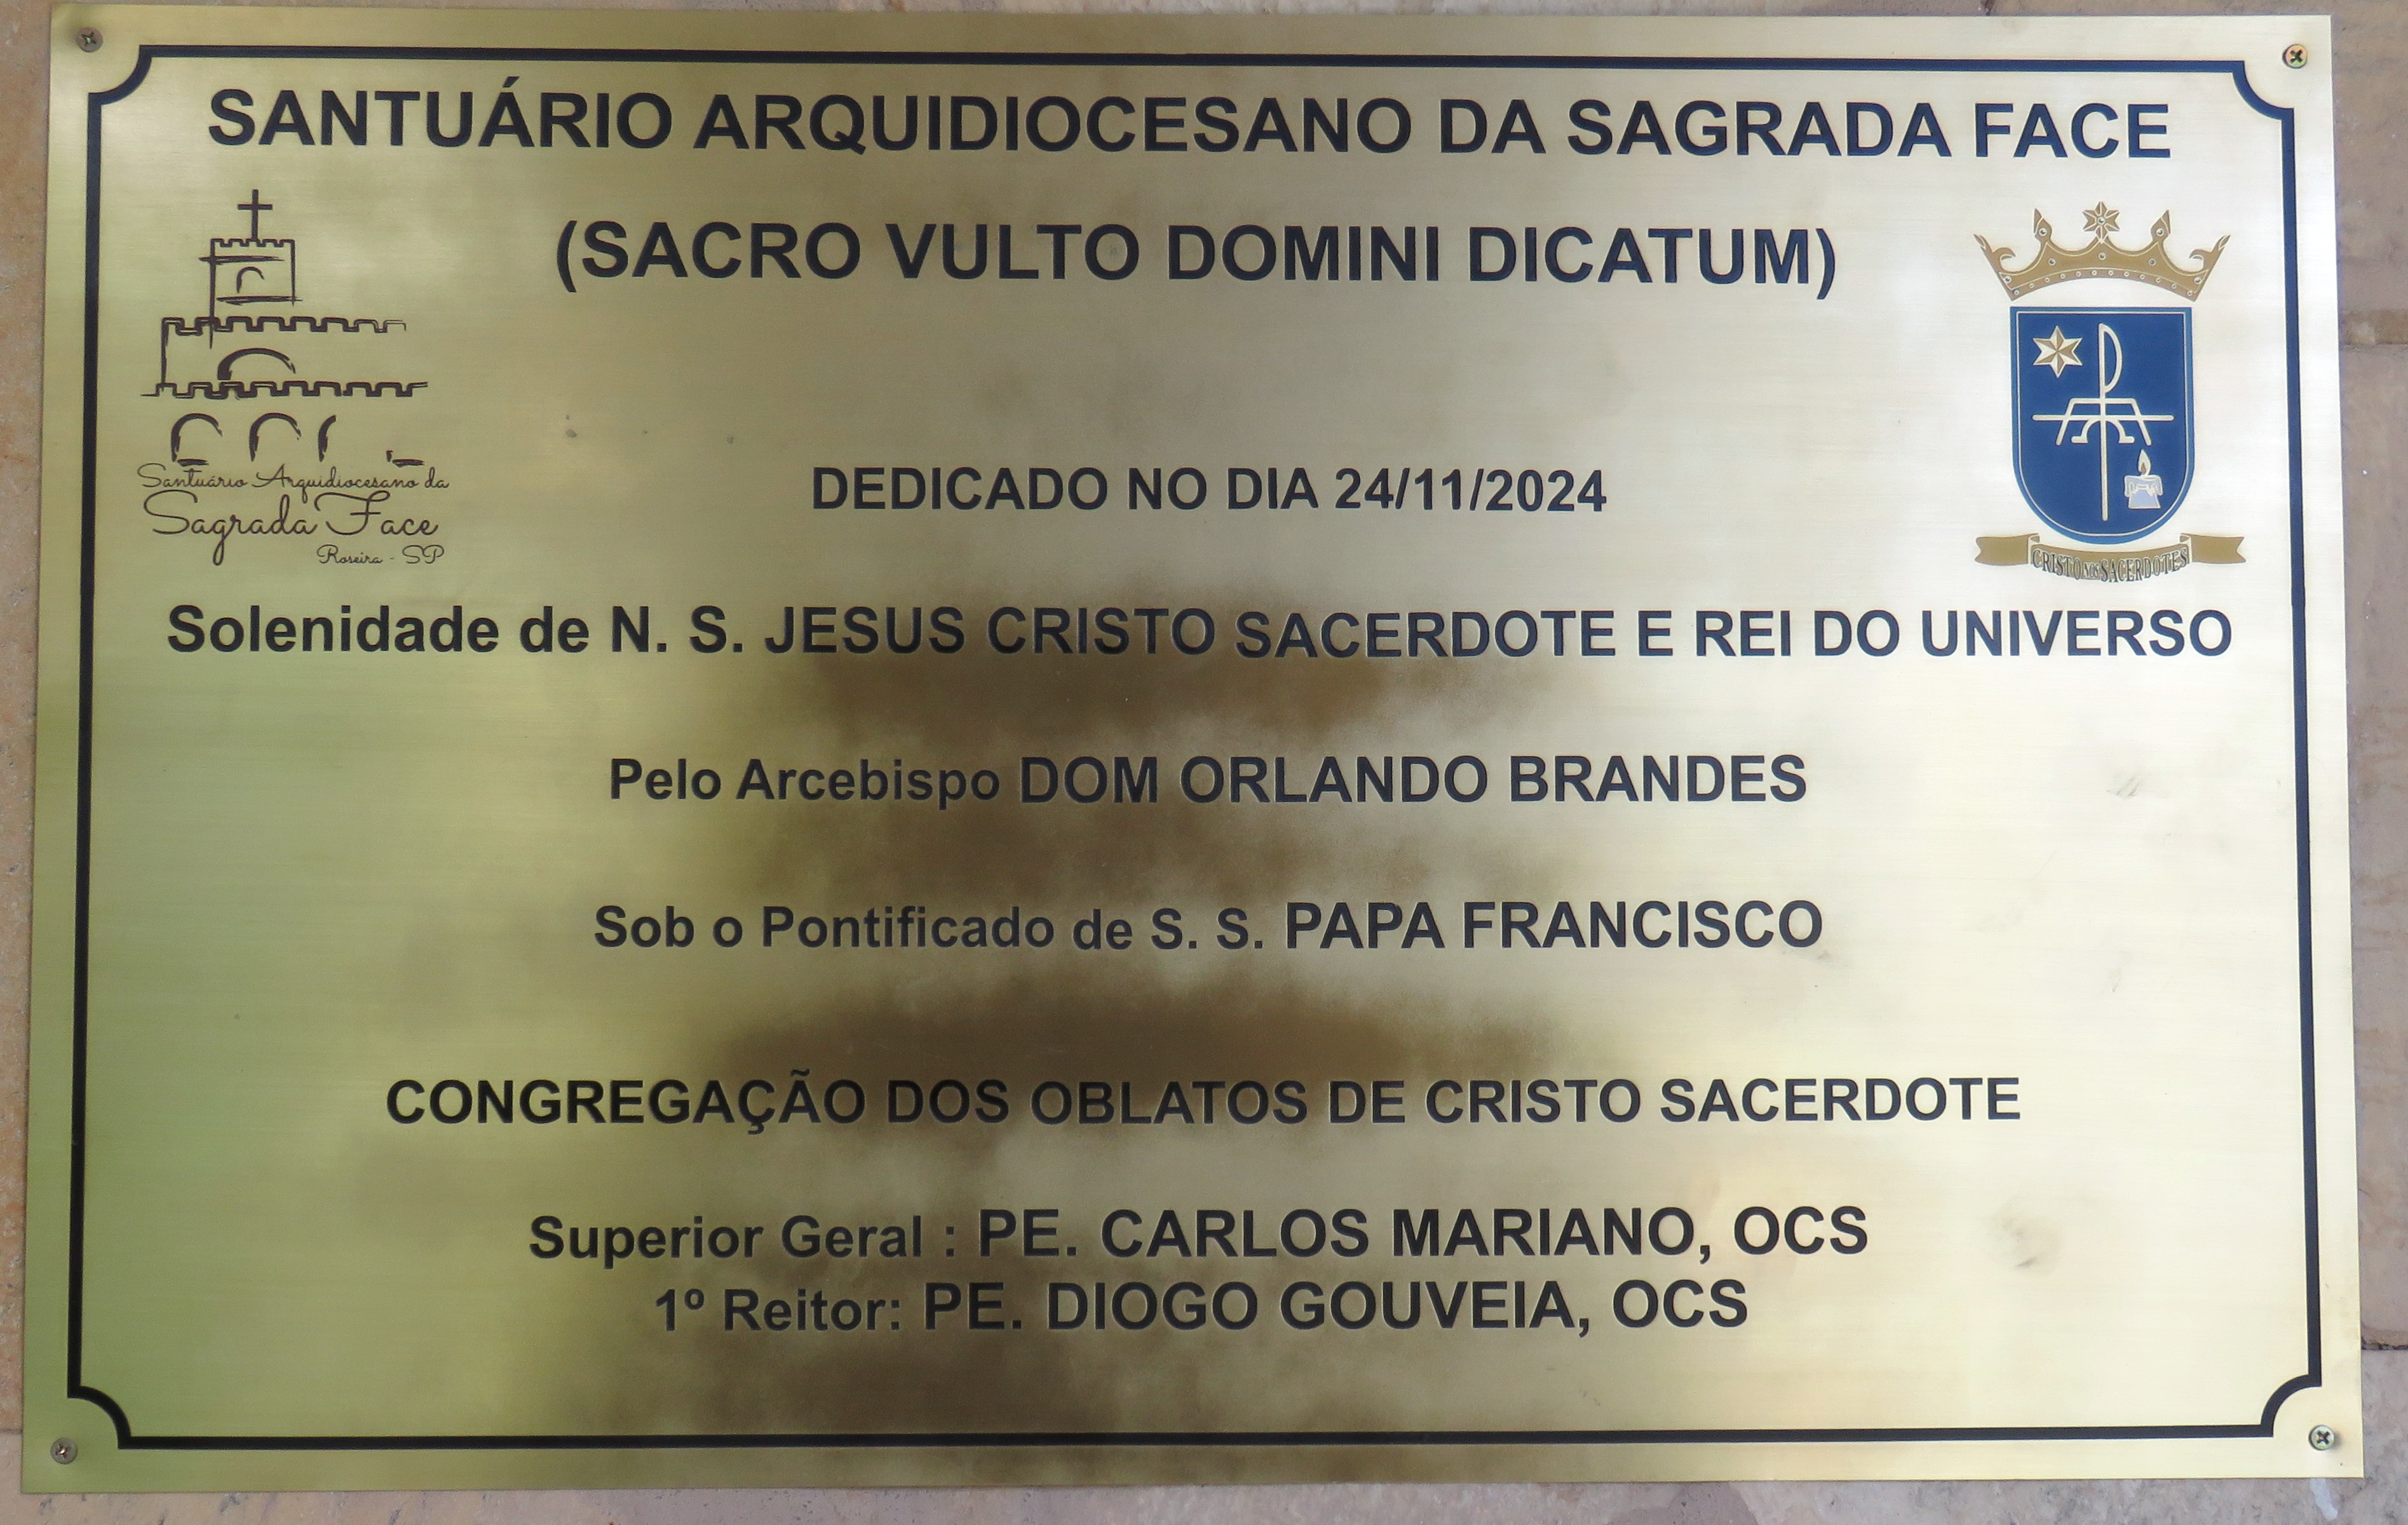 SANTUÁRIO ARQUIDIOCESANO DA SAGRADA FACE
(SACRO VULTO DOMINI DICATUM)
Santuário Arquidiocesano da
Sagrada Face
Roseira - SP
CRISTO NOS SACERDOTES
DEDICADO NO DIA 24/11/2024
Solenidade de N. S. JESUS CRISTO SACERDOTE E REI DO UNIVERSO
Pelo Arcebispo DOM ORLANDO BRANDES
Sob o Pontificado de S. S. PAPA FRANCISCO
CONGREGAÇÃO DOS OBLATOS DE CRISTO SACERDOTE
Superior Geral : PE. CARLOS MARIANO, OCS
1º Reitor: PE. DIOGO GOUVEIA, OCS